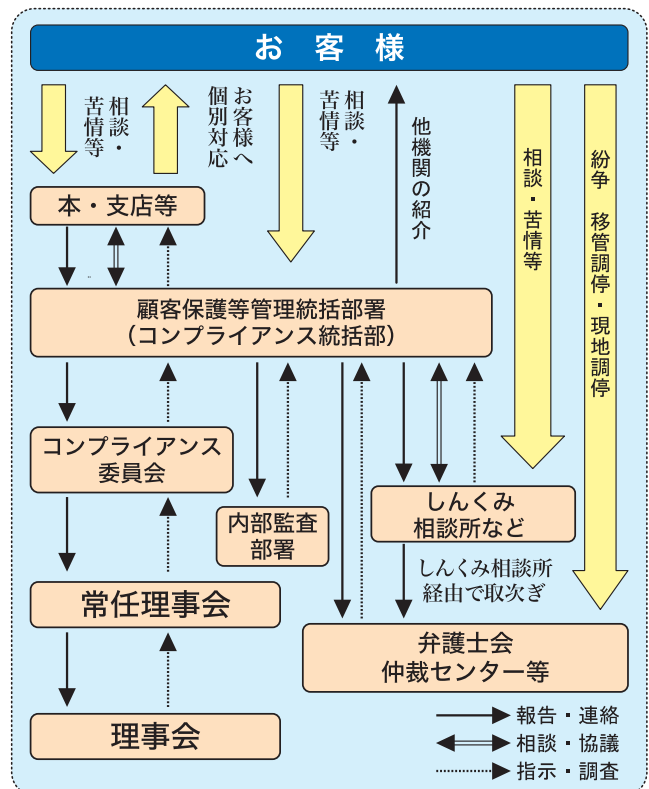 お客様
相談・
苦情等
お客様へ
個別対応
相談・
苦情等
他機関の紹介
相談・苦情等
紛争 移管調停・現地調停
本・支店等
顧客保護等管理統括部署
(コンプライアンス統括部)
コンプライアンス
委員会
内部監査
部署
しんくみ
相談所など
しんくみ相談所
経由で取次ぎ
常任理事会
弁護士会
仲裁センター等
理事会
報告・連絡
相談・協議
指示・調査